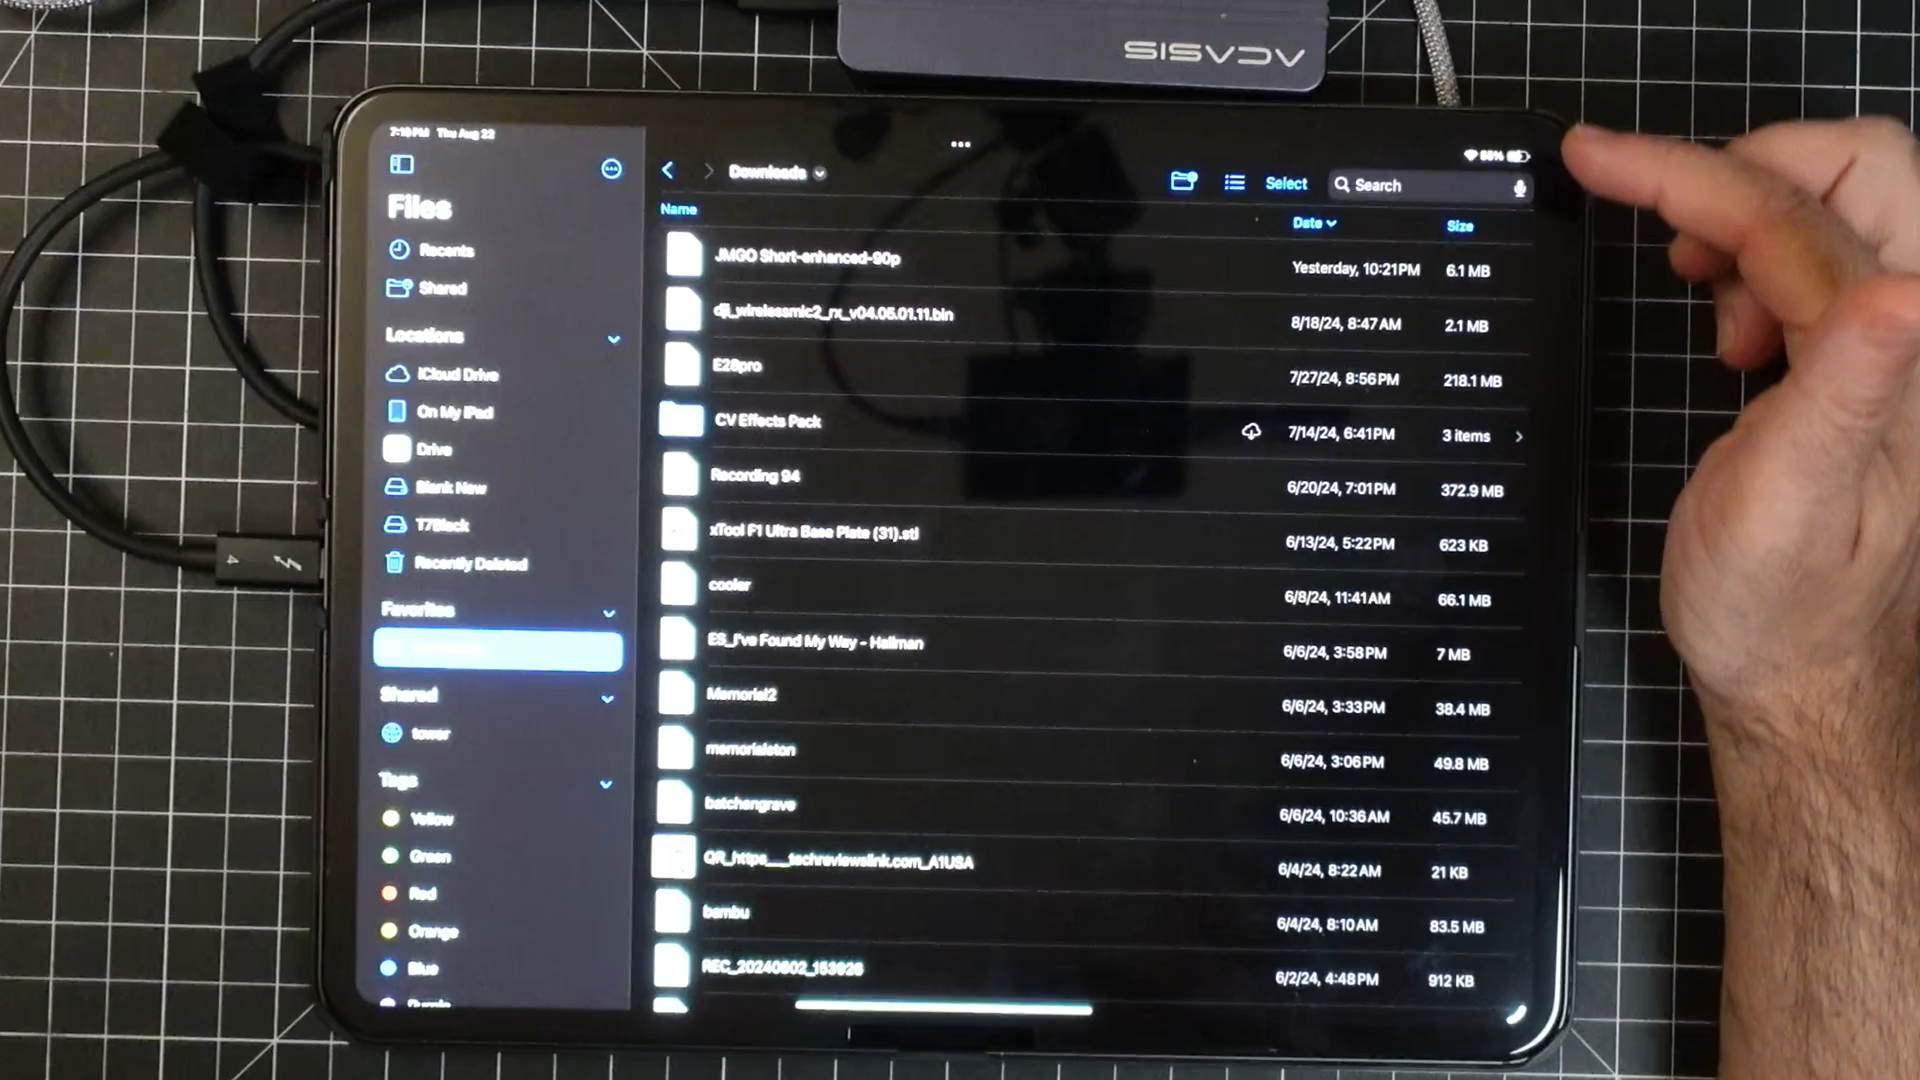 ACASIS
7:19 PM Thu Aug 22
Files
Recents
Shared
Locations
iCloud Drive
On My iPad
Drive
Blank New
T7Black
Recently Deleted
Favorites
Shared
tower
Tags
Yellow
Green
Red
Orange
Blue
Purple
Downloads
Select
Search
Name Date Size
JMGO Short-enhanced-90p Yesterday, 10:21 PM 6.1 MB
dji_wirelessmic2_rx_v04.05.01.11.bin 8/18/24, 8:47 AM 2.1 MB
E28pro 7/27/24, 8:56 PM 218.1 MB
CV Effects Pack 7/14/24, 6:41 PM 3 items
Recording 94 6/20/24, 7:01 PM 372.9 MB
xTool F1 Ultra Base Plate (31).stl 6/13/24, 5:22 PM 623 KB
cooler 6/8/24, 11:41 AM 66.1 MB
ES_I've Found My Way - Hallman 6/6/24, 3:58 PM 7 MB
Memorial2 6/6/24, 3:33 PM 38.4 MB
memorialston 6/6/24, 3:06 PM 49.8 MB
batchengrave 6/6/24, 10:36 AM 45.7 MB
QR_https___techreviewslink.com_A1USA 6/4/24, 8:22 AM 21 KB
bambu 6/4/24, 8:10 AM 83.5 MB
REC_20240602_153926 6/2/24, 4:48 PM 912 KB
4